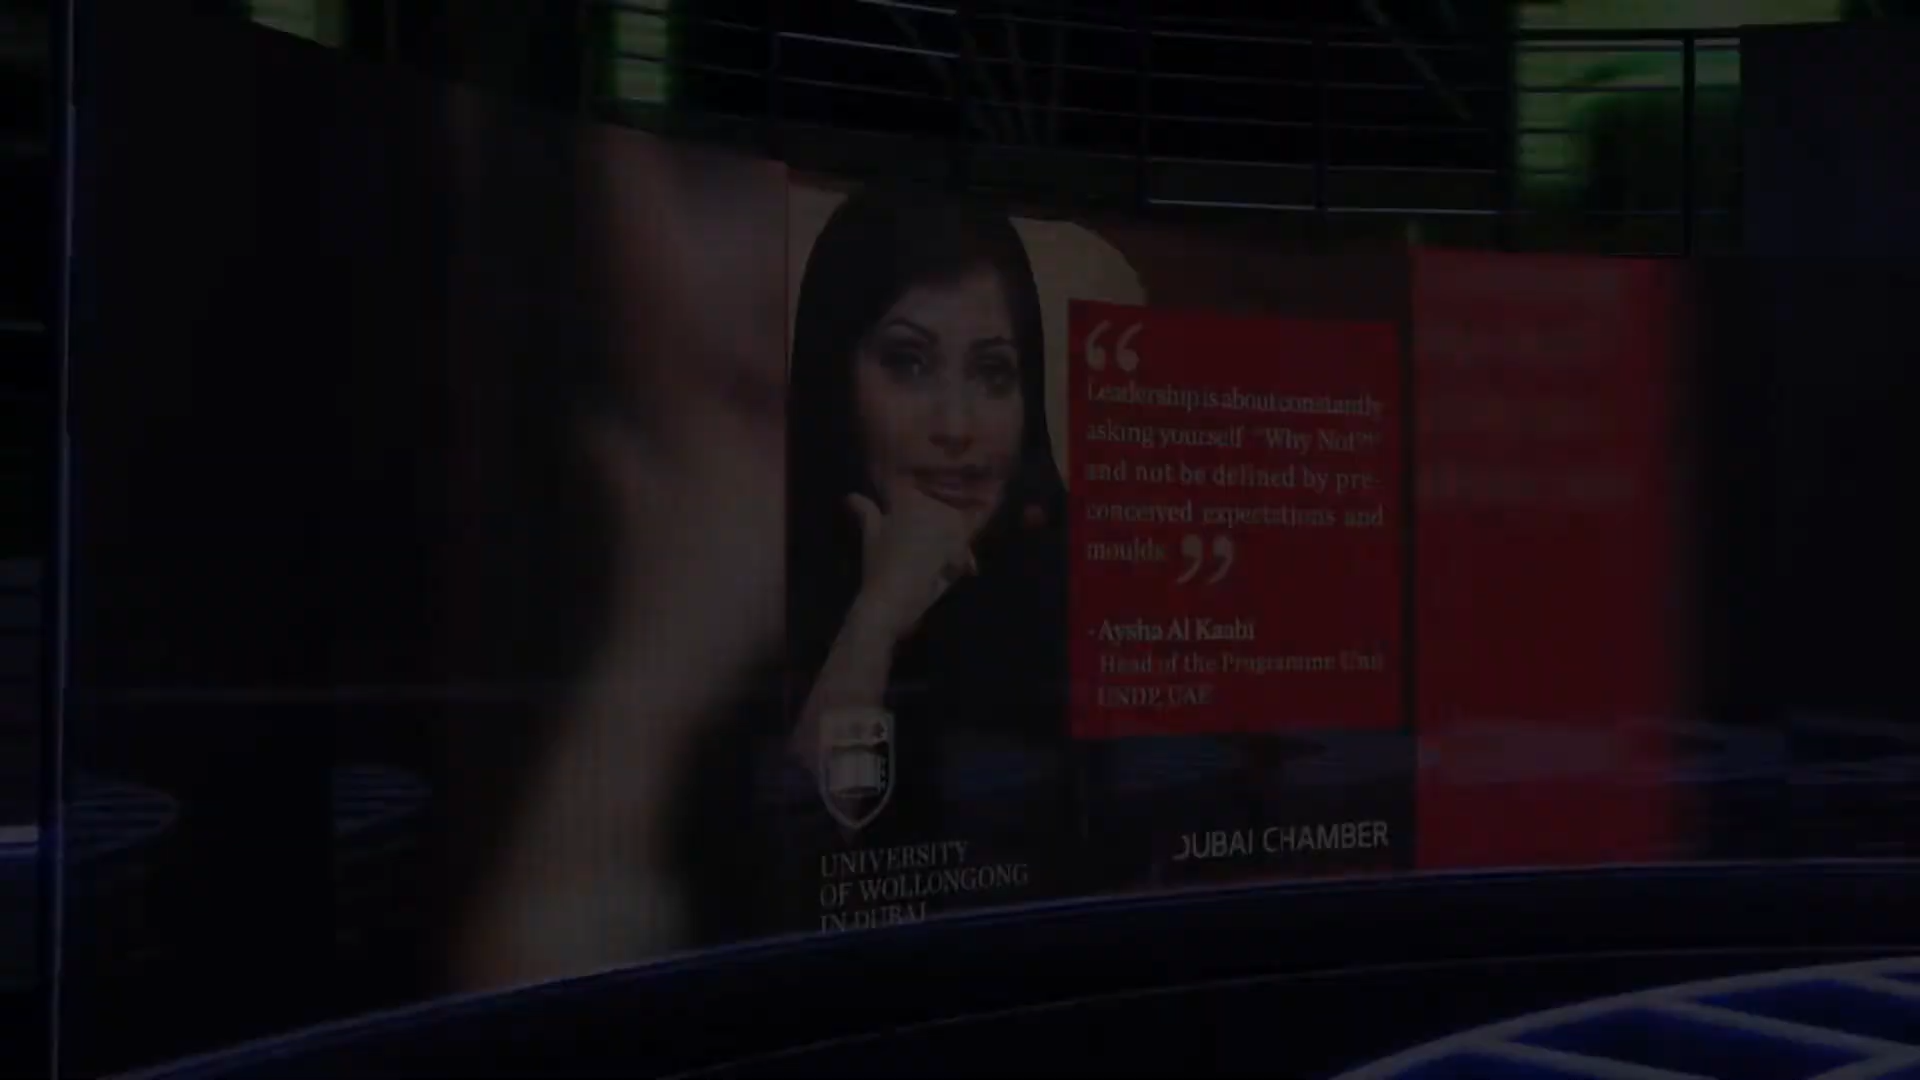 “
Leadership is about constantly
asking yourself "Why Not?"
and not be defined by pre-
conceived expectations and
moulds ”
- Aysha Al Kaabi
Head of the Programme Unit
UNDP, UAE
UNIVERSITY
OF WOLLONGONG
IN DUBAI
DUBAI CHAMBER